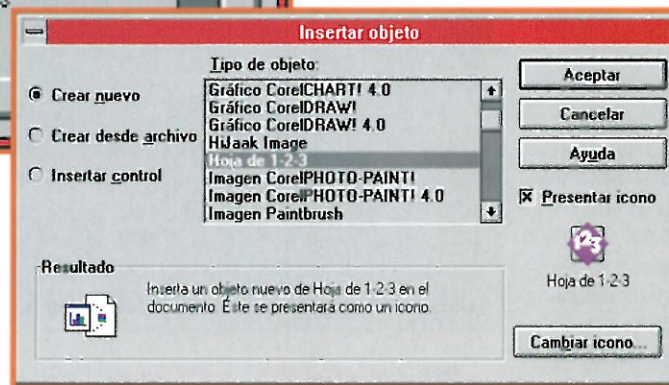 Insertar objeto
Tipo de objeto:
Crear nuevo
Crear desde archivo
Insertar control
Gráfico CorelCHART! 4.0
Gráfico CorelDRAW!
Gráfico CorelDRAW! 4.0
HiJaak Image
Hoja de 1-2-3
Imagen CorelPHOTO-PAINT!
Imagen CorelPHOTO-PAINT! 4.0
Imagen Paintbrush
Aceptar
Cancelar
Ayuda
Presentar icono
123
Hoja de 1-2-3
Cambiar icono...
Resultado
Inserta un objeto nuevo de Hoja de 1-2-3 en el
documento. Éste se presentará como un icono.